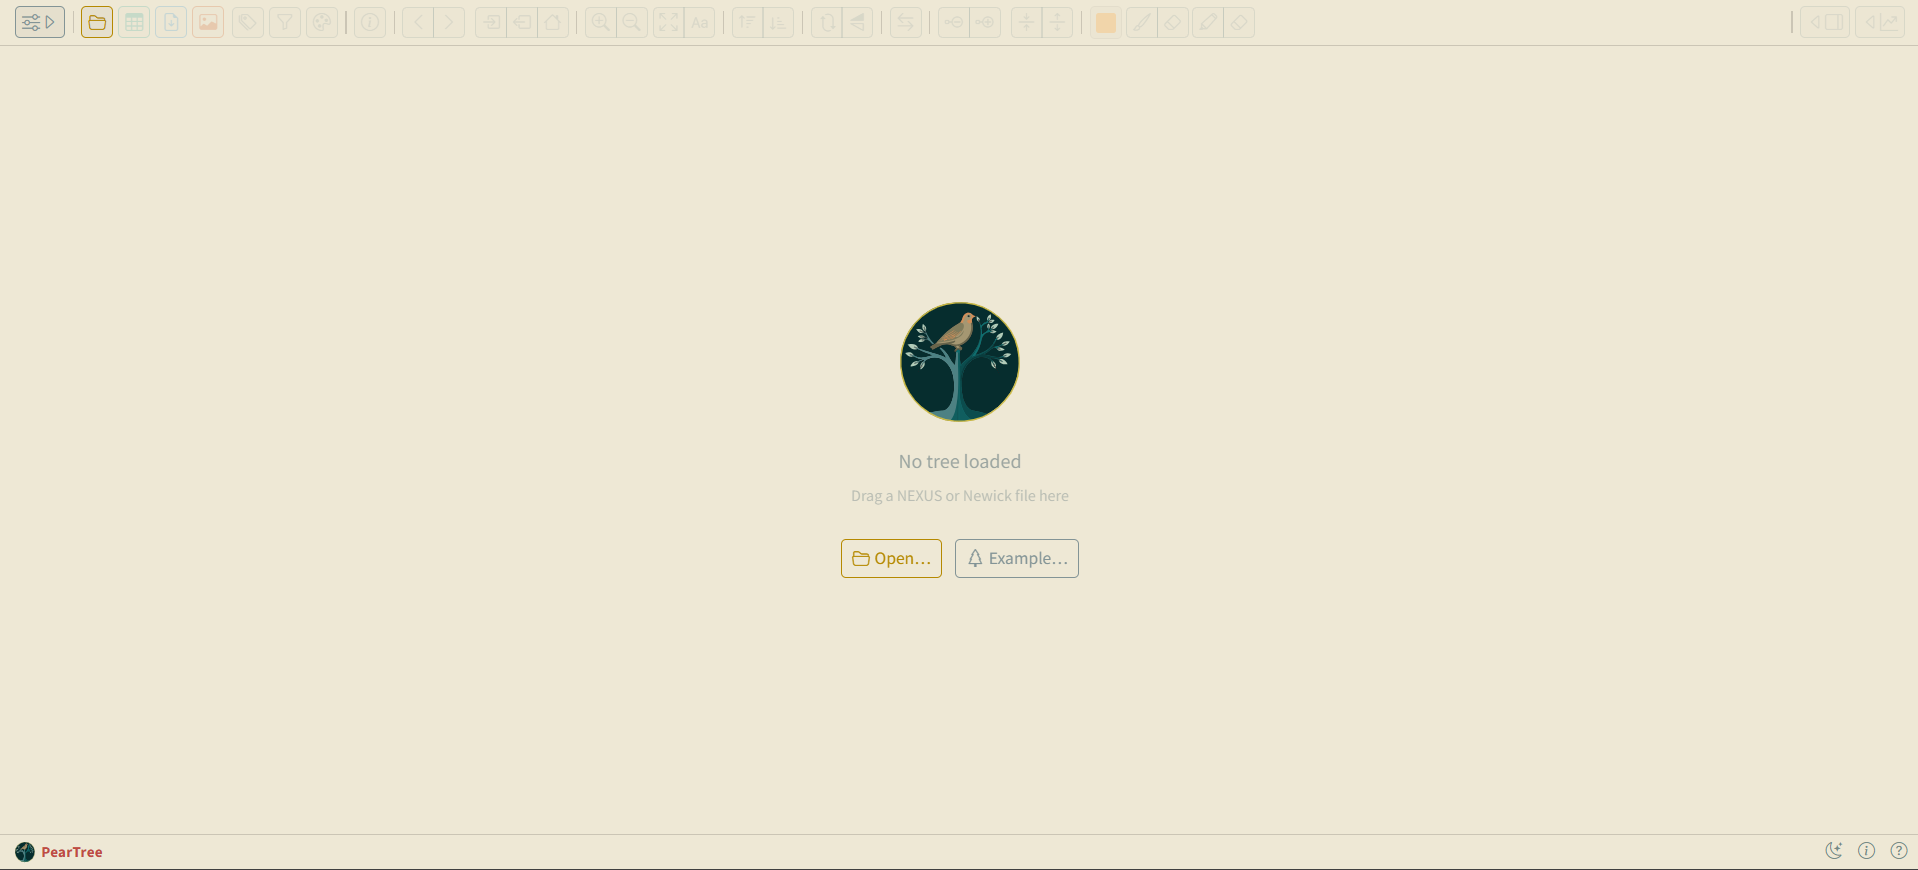 Aa
No tree loaded
Drag a NEXUS or Newick file here
Open...
Example...
PearTree